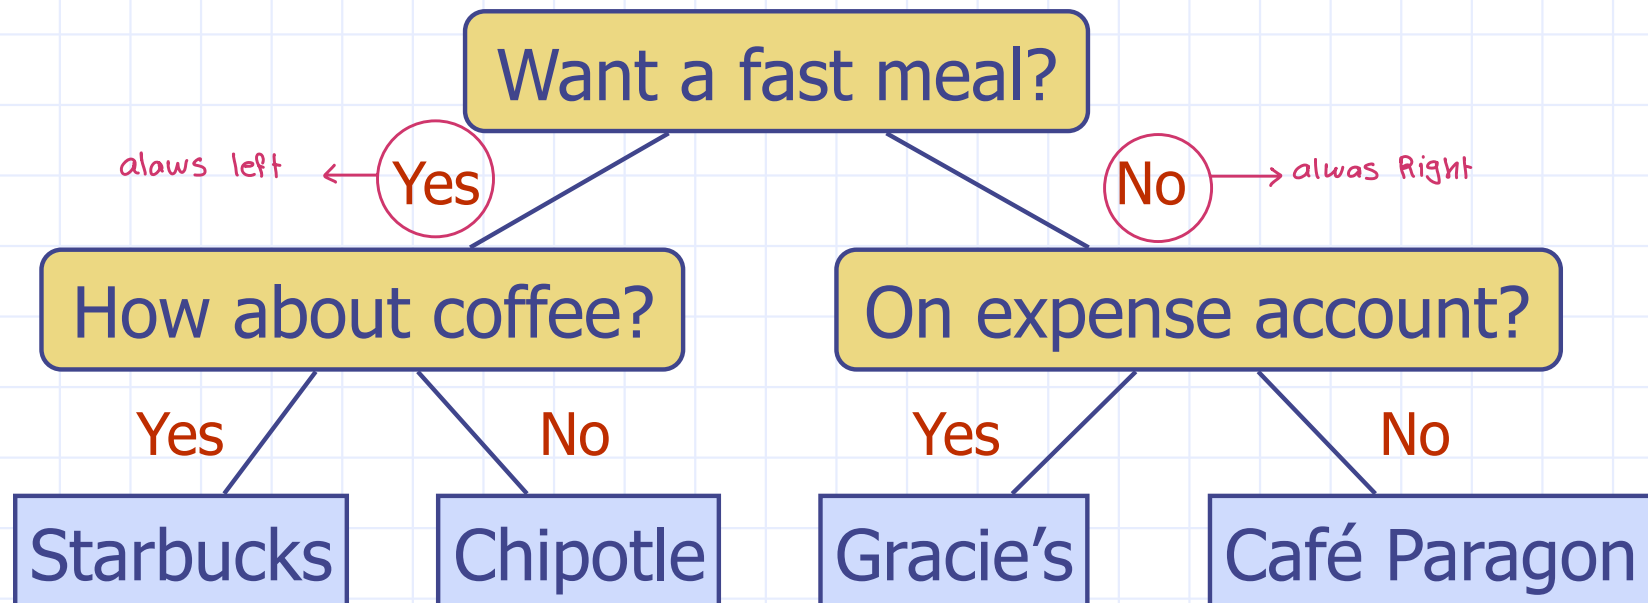 Want a fast meal?
alaws left
Yes
No
alwas Right
How about coffee?
On expense account?
Yes
No
Yes
No
Starbucks
Chipotle
Gracie’s
Café Paragon